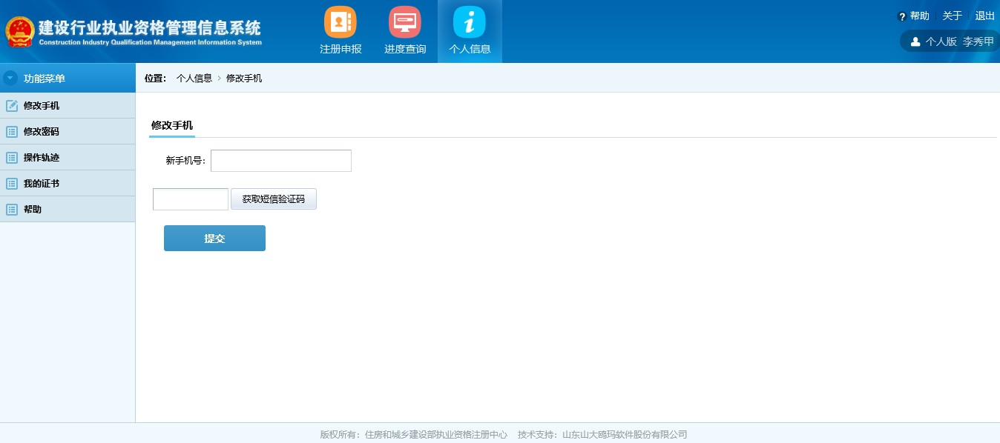 建设行业执业资格管理信息系统
Construction Industry Qualification Management Information System
注册申报
进度查询
个人信息
? 帮助 关于 退出
个人版 李秀甲
功能菜单
修改手机
修改密码
操作轨迹
我的证书
帮助
位置： 个人信息 › 修改手机
修改手机
新手机号：
获取短信验证码
提交
版权所有：住房和城乡建设部执业资格注册中心 技术支持：山东山大鸥玛软件股份有限公司